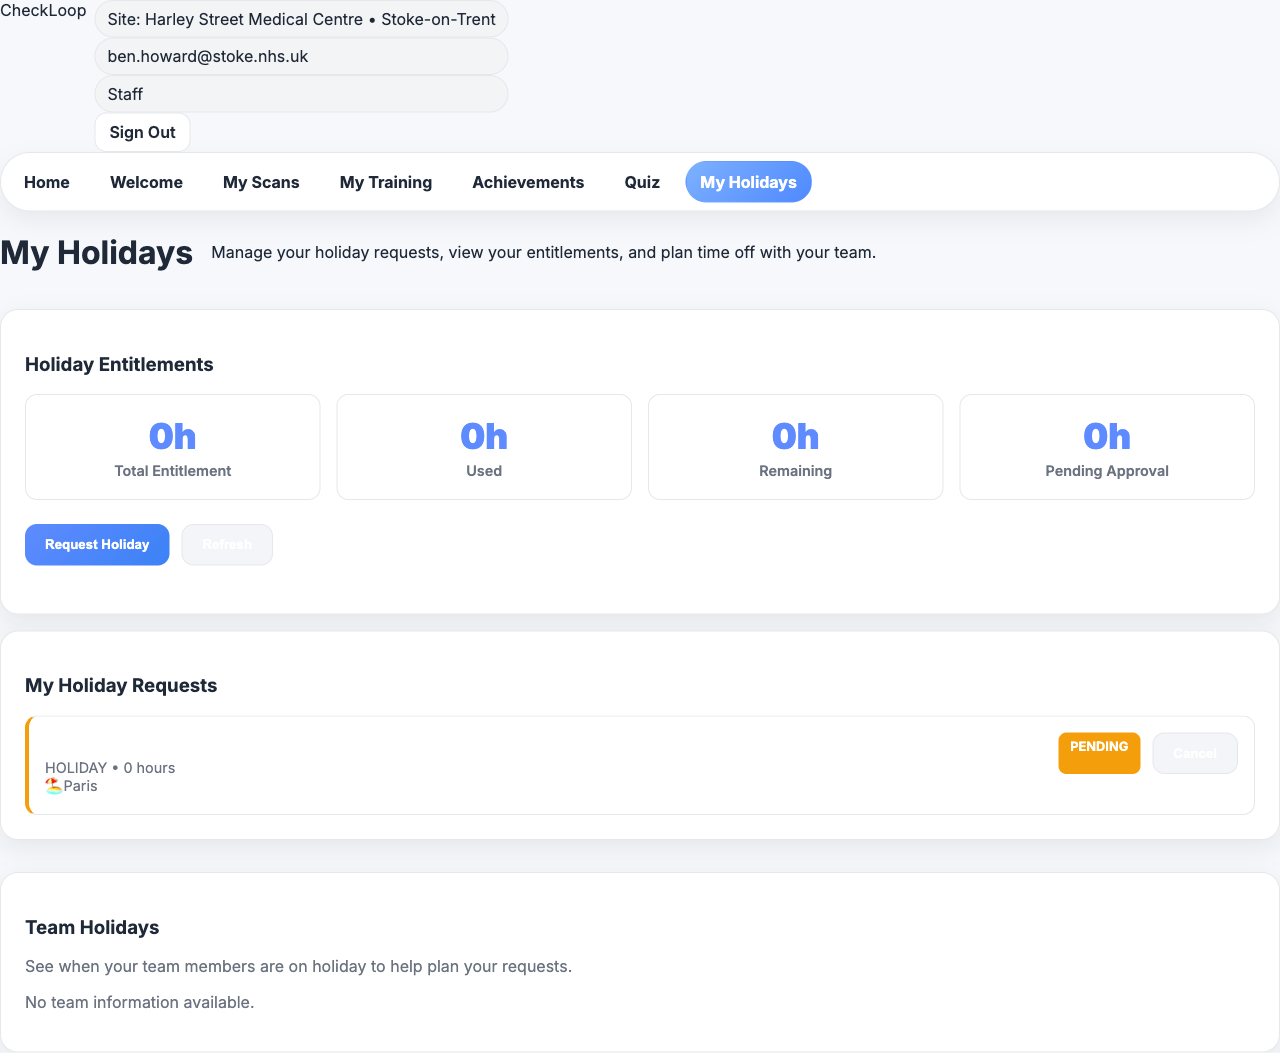 CheckLoop
Site: Harley Street Medical Centre • Stoke-on-Trent
ben.howard@stoke.nhs.uk
Staff
Sign Out
Home Welcome My Scans My Training Achievements Quiz My Holidays
My Holidays
Manage your holiday requests, view your entitlements, and plan time off with your team.
Holiday Entitlements
0h 0h 0h 0h
Total Entitlement Used Remaining Pending Approval
Request Holiday Refresh
My Holiday Requests
PENDING Cancel
HOLIDAY • 0 hours
🏖️Paris
Team Holidays
See when your team members are on holiday to help plan your requests.
No team information available.